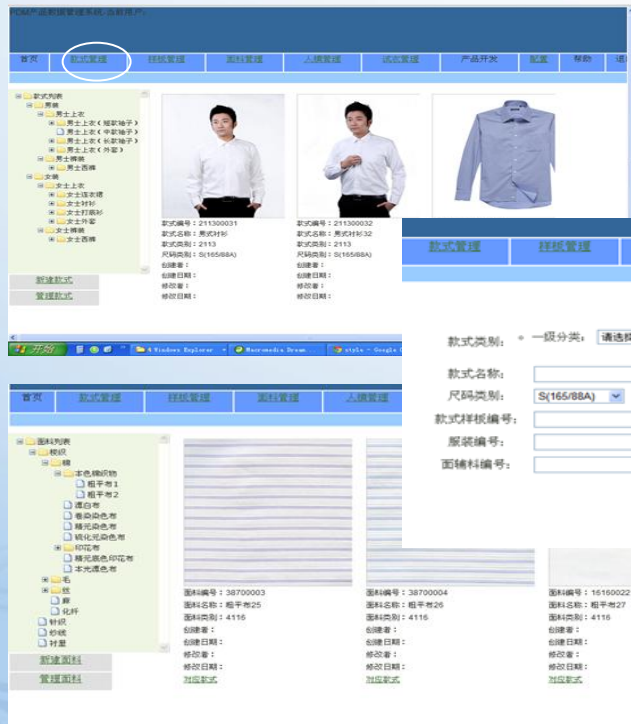 PDM产品数据管理系统-当前用户:
首页 款式管理 样板管理 面料管理 人模管理 试衣管理 产品开发 配置 帮助
款式列表
男装
男士上衣
男士上衣(短款袖子)
男士上衣(中款袖子)
男士上衣(长款袖子)
男士上衣(外套)
男士裤装
男士西裤
女装
女士上衣
女士连衣裙
女士衬衫
女士打底衫
女士外套
女士裤装
女士西裤
新建款式
管理款式
款式编号:211300031
款式名称:男式衬衫
款式类别:2113
尺码类别:S(165/88A)
创建者:
创建日期:
修改者:
修改日期:
款式编号:211300032
款式名称:男式衬衫32
款式类别:2113
尺码类别:S(165/88A)
创建者:
创建日期:
修改者:
修改日期:
款式管理 样板管理
款式类别: * 一级分类: 请选择
款式名称:
尺码类别: S(165/88A)
款式样板编号:
服装编号:
面辅料编号:
开始 4 Windows Explorer Macromedia Dream... style - Google
首页 款式管理 样板管理 面料管理 人模管理
面料列表
梭织
棉
本色棉织物
粗平布1
粗平布2
漂白布
卷染染色布
精元染色布
硫化元染色布
印花布
精元底色印花布
本光漂色布
毛
丝
麻
化纤
针织
纱线
衬里
新建面料
管理面料
面料编号:38700003
面料名称:粗平布25
面料类别:4116
创建者:
创建日期:
修改者:
修改日期:
对应款式
面料编号:38700004
面料名称:粗平布26
面料类别:4116
创建者:
创建日期:
修改者:
修改日期:
对应款式
面料编号:16160022
面料名称:粗平布27
面料类别:4116
创建者:
创建日期:
修改者:
修改日期:
对应款式